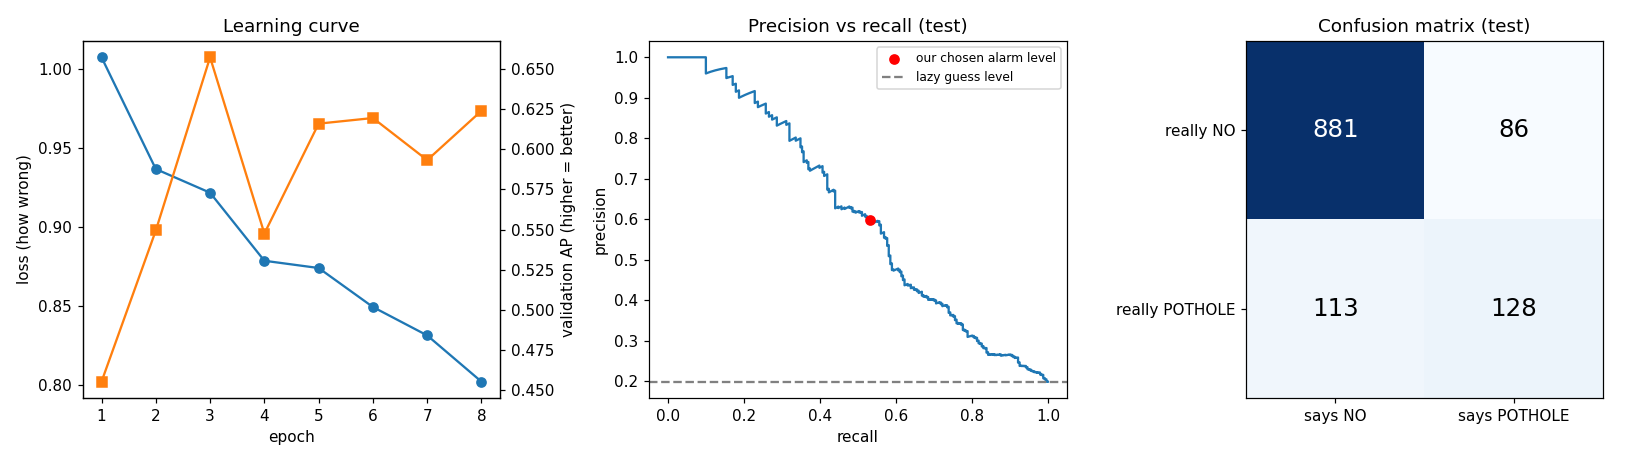 Learning curve
loss (how wrong)
1.00
0.95
0.90
0.85
0.80
0.650
0.625
0.600
0.575
0.550
0.525
0.500
0.475
0.450
validation AP (higher = better)
1 2 3 4 5 6 7 8
epoch
Precision vs recall (test)
precision
1.0
0.9
0.8
0.7
0.6
0.5
0.4
0.3
0.2
our chosen alarm level
lazy guess level
0.0 0.2 0.4 0.6 0.8 1.0
recall
Confusion matrix (test)
really NO 881 86
really POTHOLE 113 128
says NO says POTHOLE